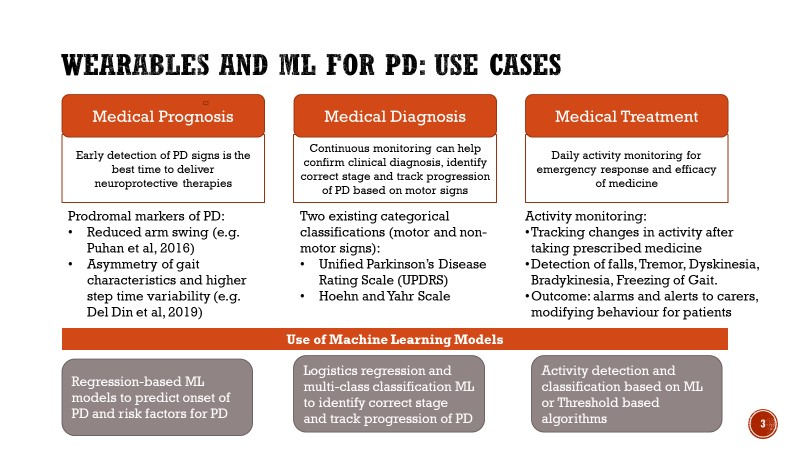 WEARABLES AND ML FOR PD: USE CASES
Medical Prognosis
Early detection of PD signs is the
best time to deliver
neuroprotective therapies
Prodromal markers of PD:
• Reduced arm swing (e.g.
Puhan et al, 2016)
• Asymmetry of gait
characteristics and higher
step time variability (e.g.
Del Din et al, 2019)
Medical Diagnosis
Continuous monitoring can help
confirm clinical diagnosis, identify
correct stage and track progression
of PD based on motor signs
Two existing categorical
classifications (motor and non-
motor signs):
• Unified Parkinson's Disease
Rating Scale (UPDRS)
• Hoehn and Yahr Scale
Medical Treatment
Daily activity monitoring for
emergency response and efficacy
of medicine
Activity monitoring:
•Tracking changes in activity after
taking prescribed medicine
•Detection of falls, Tremor, Dyskinesia,
Bradykinesia, Freezing of Gait.
•Outcome: alarms and alerts to carers,
modifying behaviour for patients
Use of Machine Learning Models
Regression-based ML
models to predict onset of
PD and risk factors for PD
Logistics regression and
multi-class classification ML
to identify correct stage
and track progression of PD
Activity detection and
classification based on ML
or Threshold based
algorithms
3